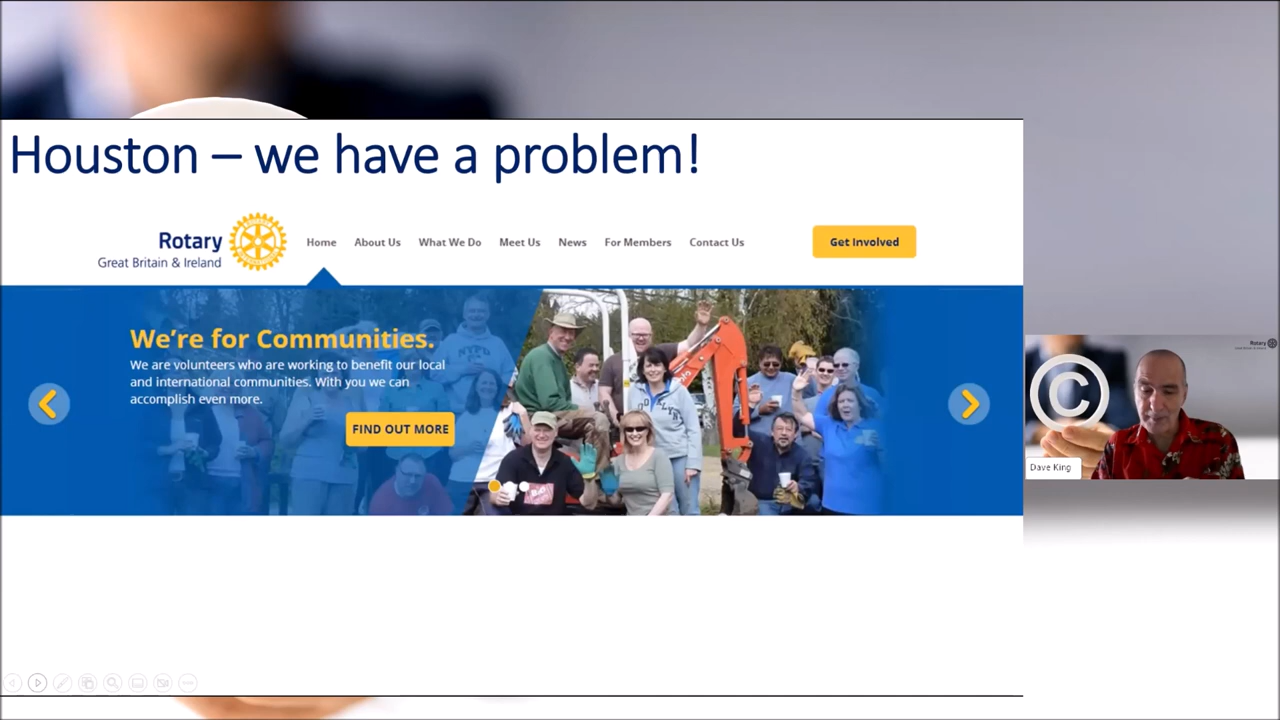 Houston – we have a problem!
Rotary
Great Britain & Ireland
Home About Us What We Do Meet Us News For Members Contact Us
Get Involved
We're for Communities.
We are volunteers who are working to benefit our local
and international communities. With you we can
accomplish even more.
FIND OUT MORE
Rotary
©
Dave King